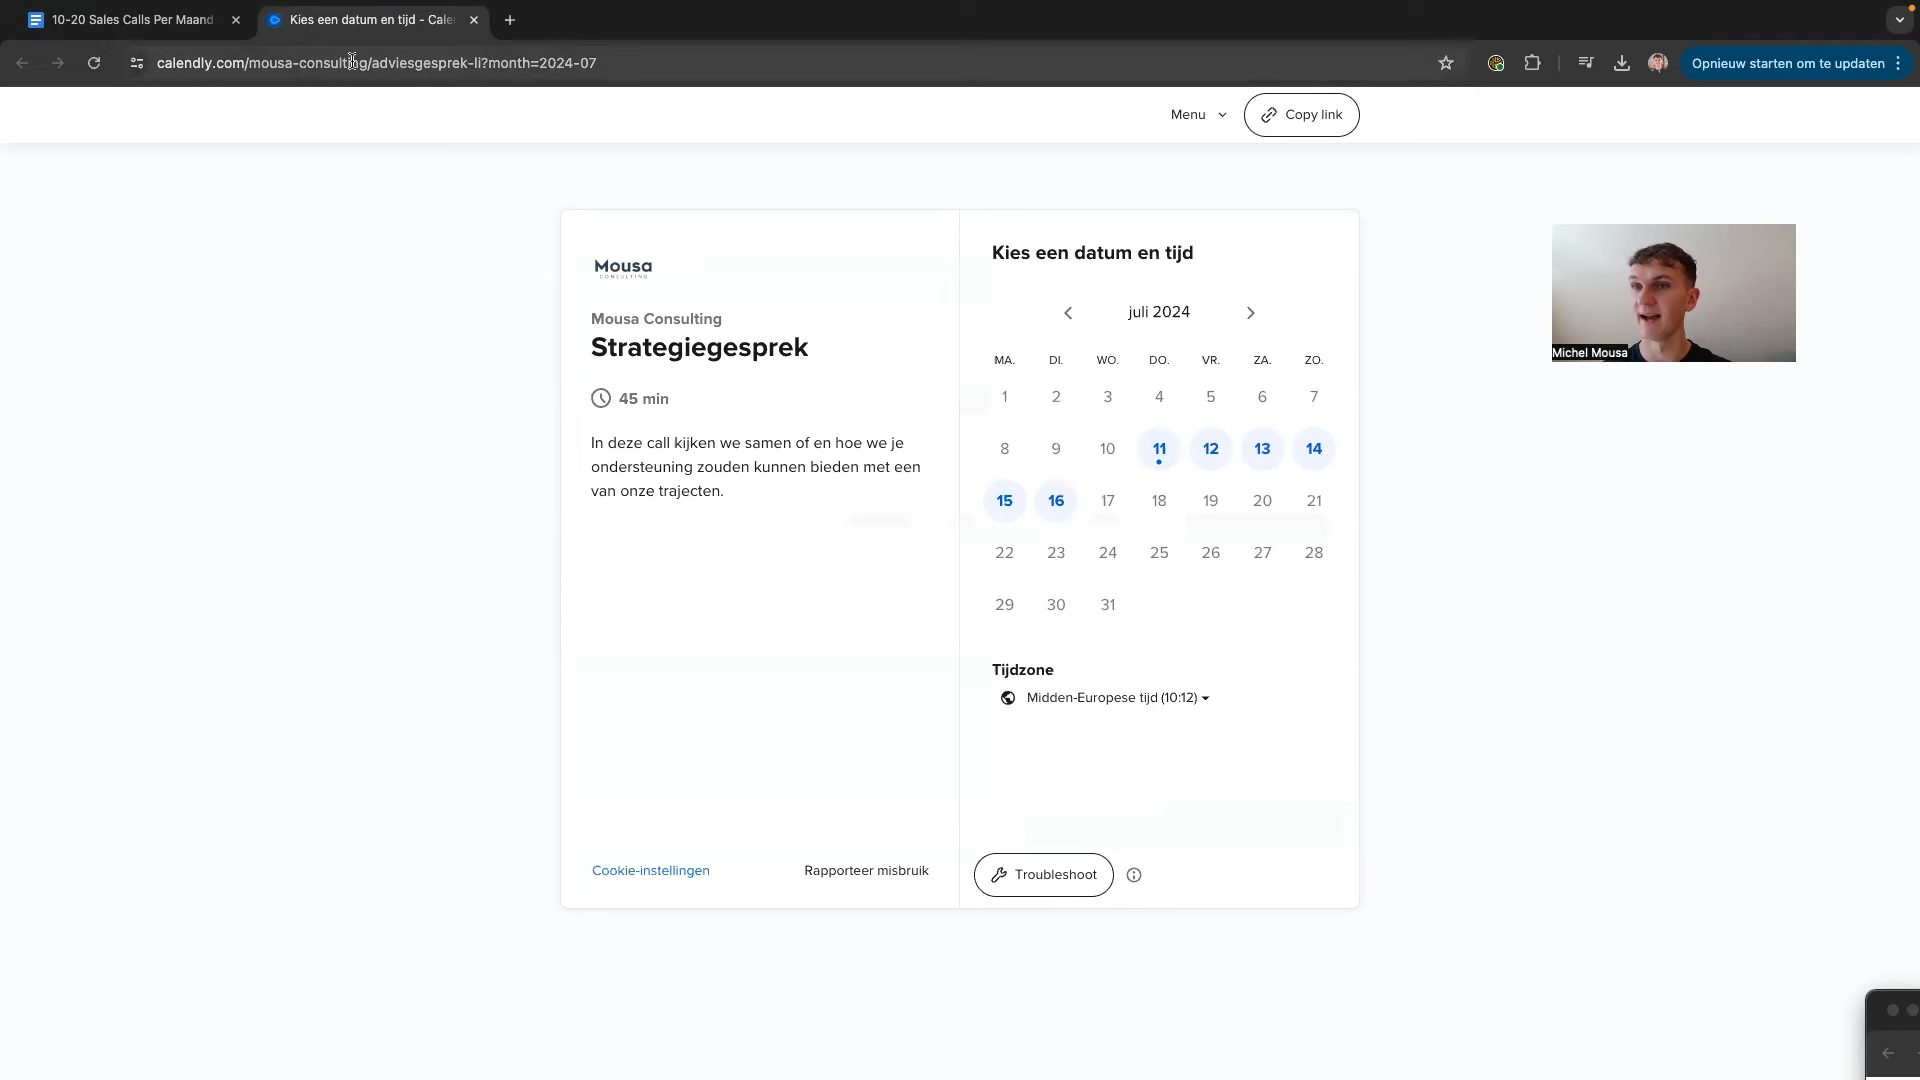 10-20 Sales Calls Per Maand
Kies een datum en tijd - Cale
calendly.com/mousa-consulting/adviesgesprek-li?month=2024-07
Opnieuw starten om te updaten
Menu
Copy link
Mousa
CONSULTING
Mousa Consulting
Strategiegesprek
45 min
In deze call kijken we samen of en hoe we je
ondersteuning zouden kunnen bieden met een
van onze trajecten.
Cookie-instellingen
Rapporteer misbruik
Kies een datum en tijd
juli 2024
MA. DI. WO. DO. VR. ZA. ZO.
1 2 3 4 5 6 7
8 9 10 11 12 13 14
15 16 17 18 19 20 21
22 23 24 25 26 27 28
29 30 31
Tijdzone
Midden-Europese tijd (10:12)
Troubleshoot
Michel Mousa